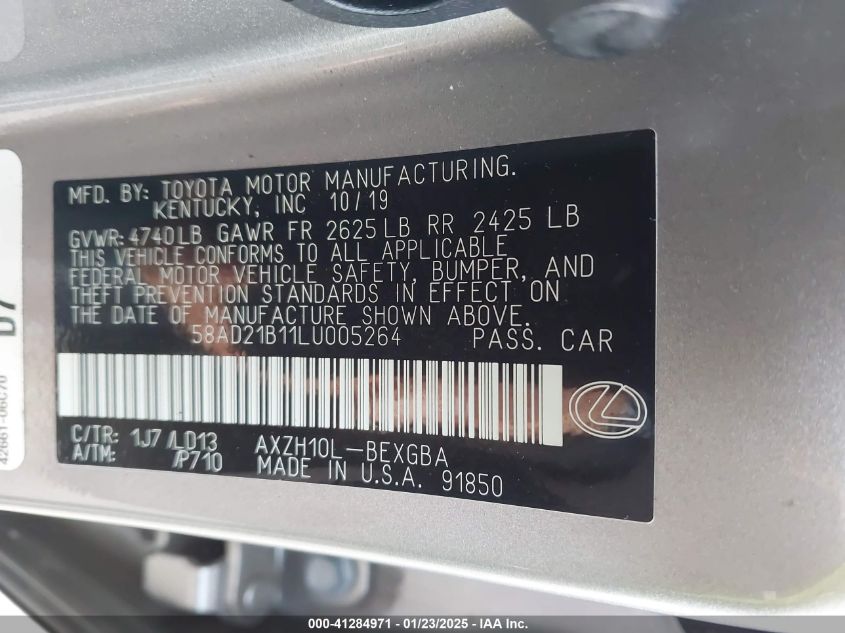 MFD. BY: TOYOTA MOTOR MANUFACTURING.
KENTUCKY, INC 10/19
GVWR: 4740LB GAWR FR 2625LB RR 2425 LB
THIS VEHICLE CONFORMS TO ALL APPLICABLE
FEDERAL MOTOR VEHICLE SAFETY, BUMPER, AND
THEFT PREVENTION STANDARDS IN EFFECT ON
THE DATE OF MANUFACTURE SHOWN ABOVE.
58AD21B11LU005264 PASS. CAR
C/TR: 1J7 /LD13 AXZH10L-BEXGBA
A/TM: /P710 MADE IN U.S.A. 91850
D7
42661-06C70
000-41284971 / 01/23/2025 - IAA Inc.